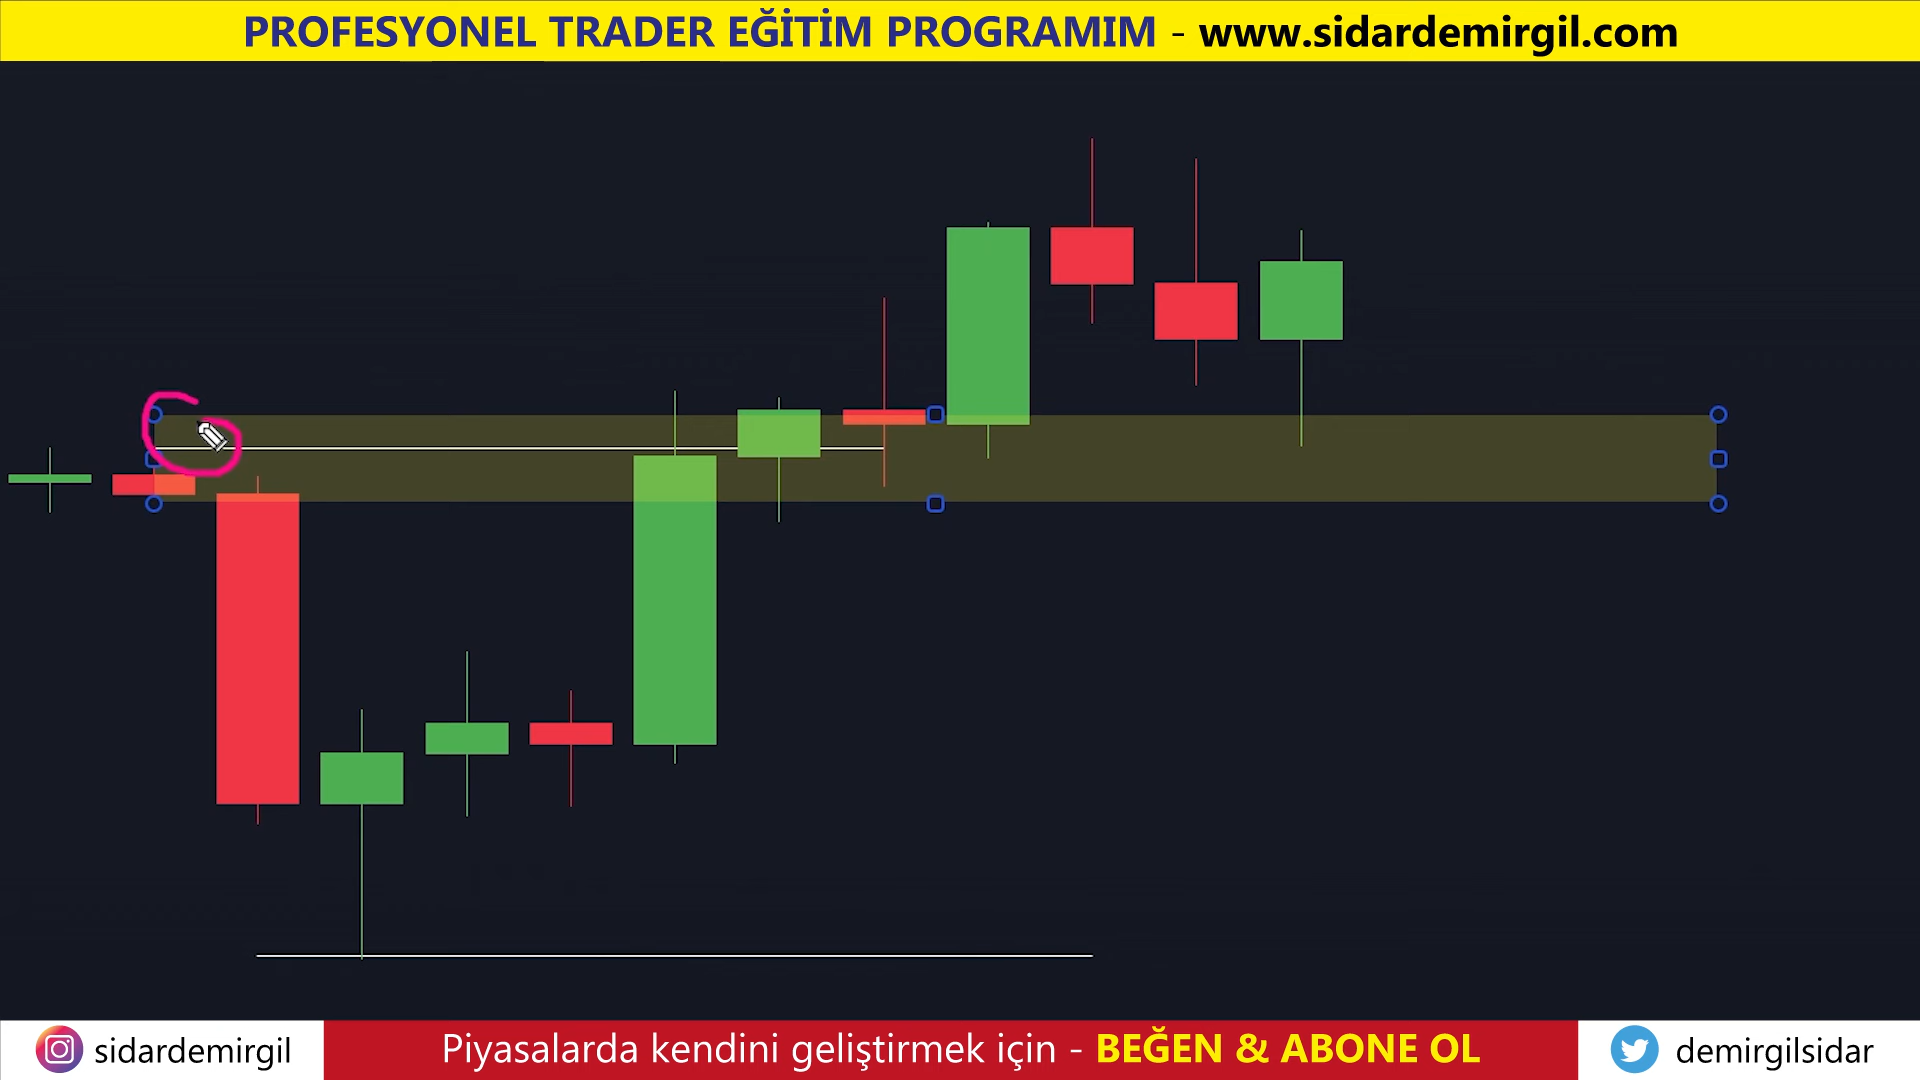 PROFESYONEL TRADER EĞİTİM PROGRAMIM - www.sidardemirgil.com
sidardemirgil
Piyasalarda kendini geliştirmek için - BEĞEN & ABONE OL
demirgilsidar